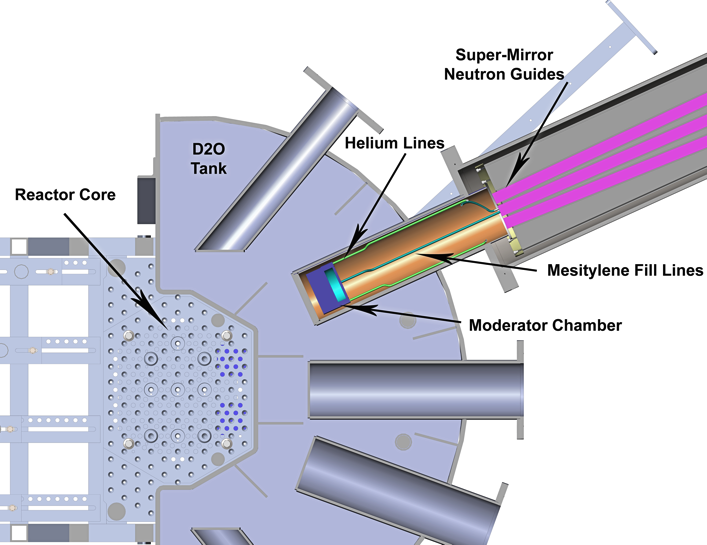 Super-Mirror
Neutron Guides
Helium Lines
D2O
Tank
Reactor Core
Mesitylene Fill Lines
Moderator Chamber